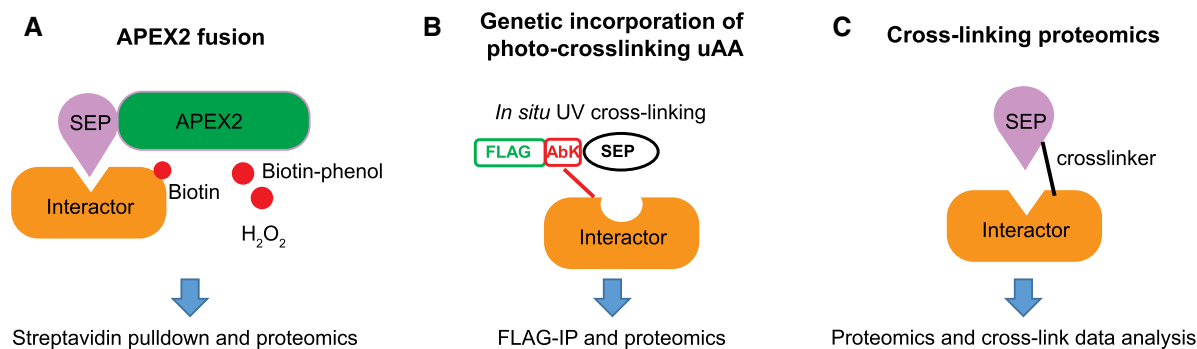 A
APEX2 fusion
SEP
APEX2
Biotin-phenol
Biotin
Interactor
H₂O₂
Streptavidin pulldown and proteomics
B
Genetic incorporation of
photo-crosslinking uAA
In situ UV cross-linking
FLAG AbK SEP
Interactor
FLAG-IP and proteomics
C
Cross-linking proteomics
SEP
crosslinker
Interactor
Proteomics and cross-link data analysis